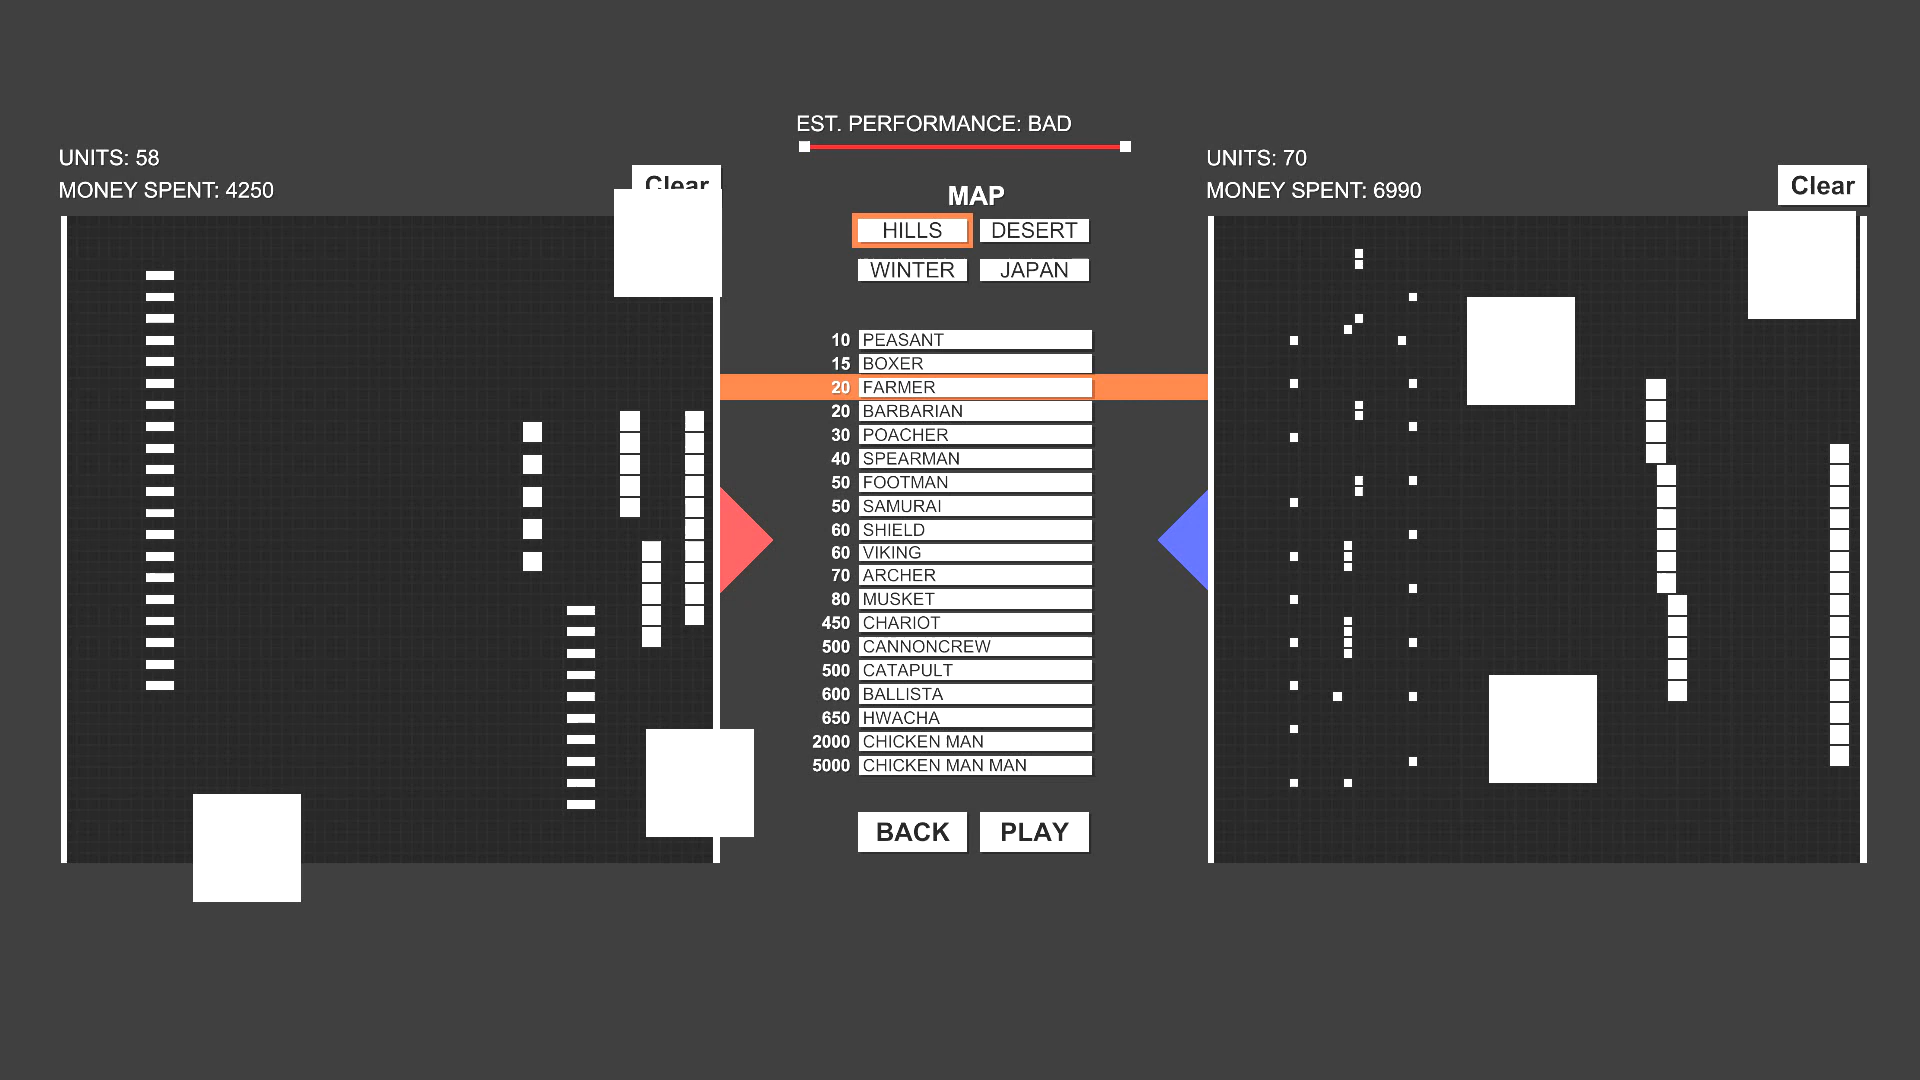 EST. PERFORMANCE: BAD
UNITS: 58
MONEY SPENT: 4250
Clear
UNITS: 70
MONEY SPENT: 6990
Clear
MAP
HILLS DESERT
WINTER JAPAN
10 PEASANT
15 BOXER
20 FARMER
20 BARBARIAN
30 POACHER
40 SPEARMAN
50 FOOTMAN
50 SAMURAI
60 SHIELD
60 VIKING
70 ARCHER
80 MUSKET
450 CHARIOT
500 CANNONCREW
500 CATAPULT
600 BALLISTA
650 HWACHA
2000 CHICKEN MAN
5000 CHICKEN MAN MAN
BACK PLAY